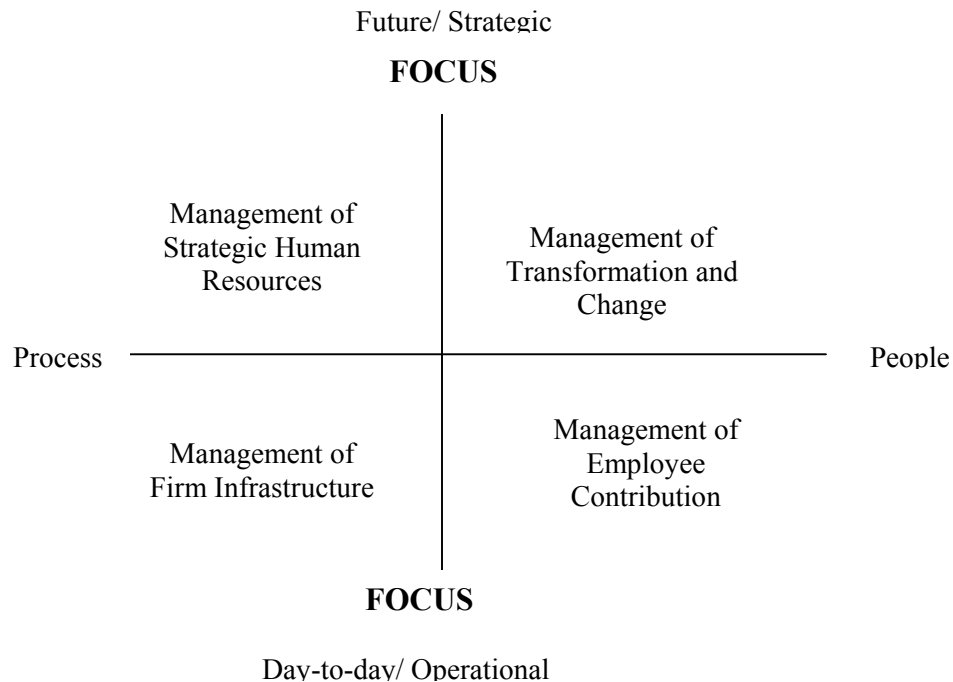 Future/ Strategic
FOCUS
Management of
Strategic Human
Resources
Management of
Transformation and
Change
Process
People
Management of
Firm Infrastructure
Management of
Employee
Contribution
FOCUS
Day-to-day/ Operational